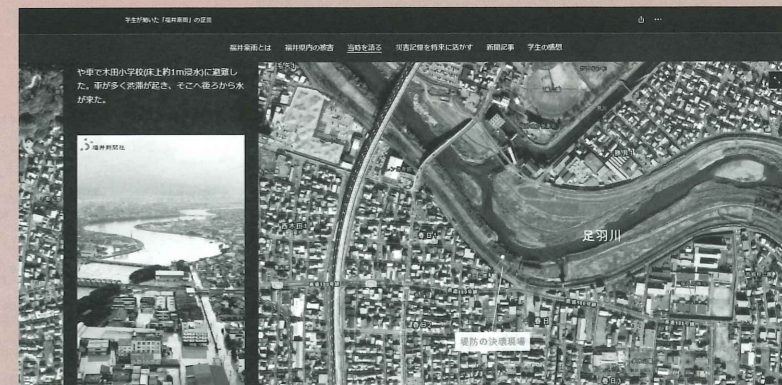 学生が聞いた「福井豪雨」の証言
福井豪雨とは 福井県内の被害 当時を語る 災害記憶を将来に活かす 新聞記事 学生の感想
や車で木田小学校(床上約1m浸水)に避難し
た。車が多く渋滞が起き、そこへ後ろから水
が来た。
福井新聞社
足羽川
西木田1
堤防の決壊現場